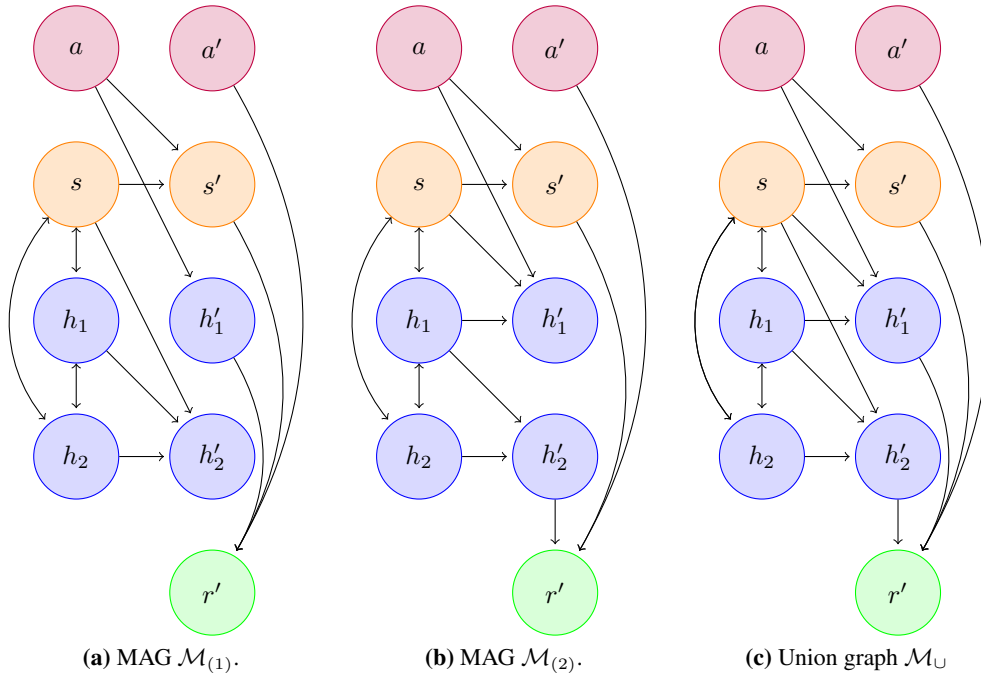 a a′ a a′ a a′
s s′ s s′ s s′
h₁ h′₁ h₁ h′₁ h₁ h′₁
h₂ h′₂ h₂ h′₂ h₂ h′₂
r′ r′ r′
(a) MAG ℳ₍₁₎. (b) MAG ℳ₍₂₎. (c) Union graph ℳ∪